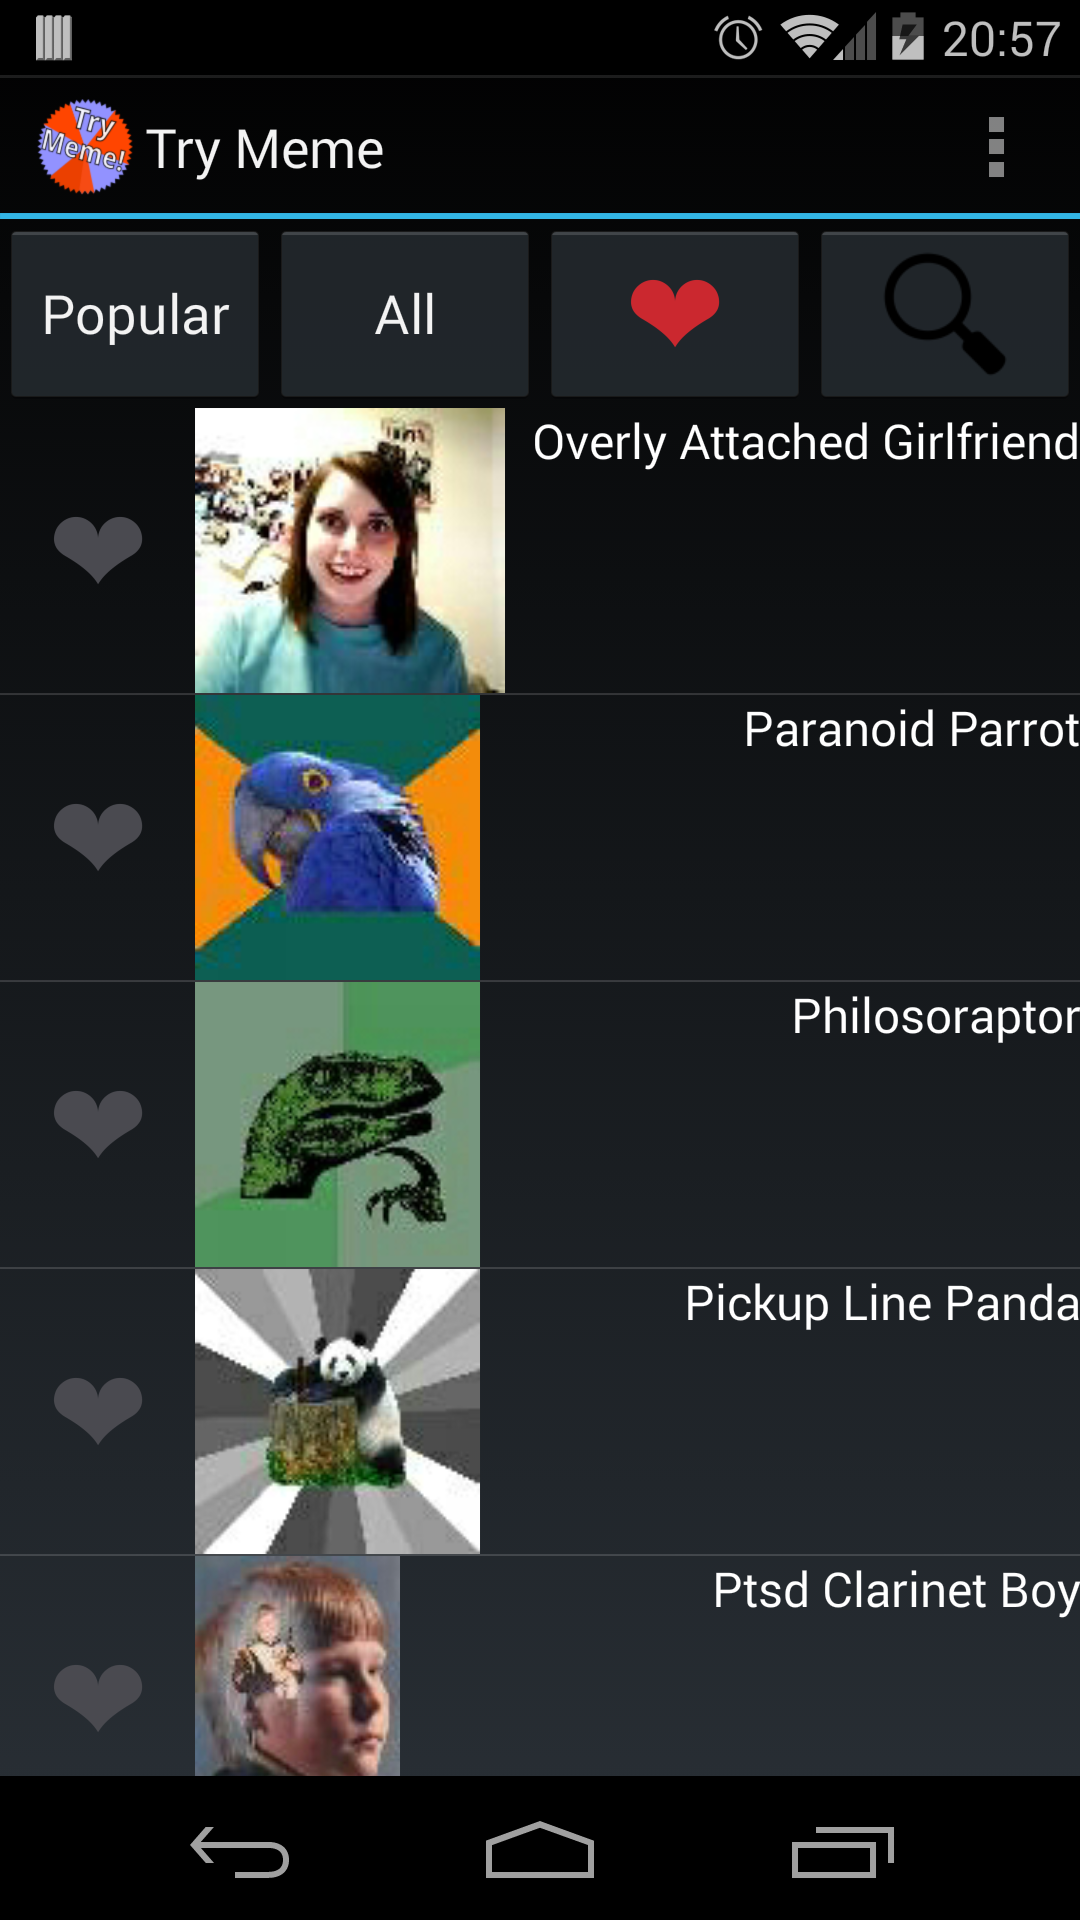 20:57
Try
Meme!
Try Meme
Popular
All
Overly Attached Girlfriend
Paranoid Parrot
Philosoraptor
Pickup Line Panda
Ptsd Clarinet Boy